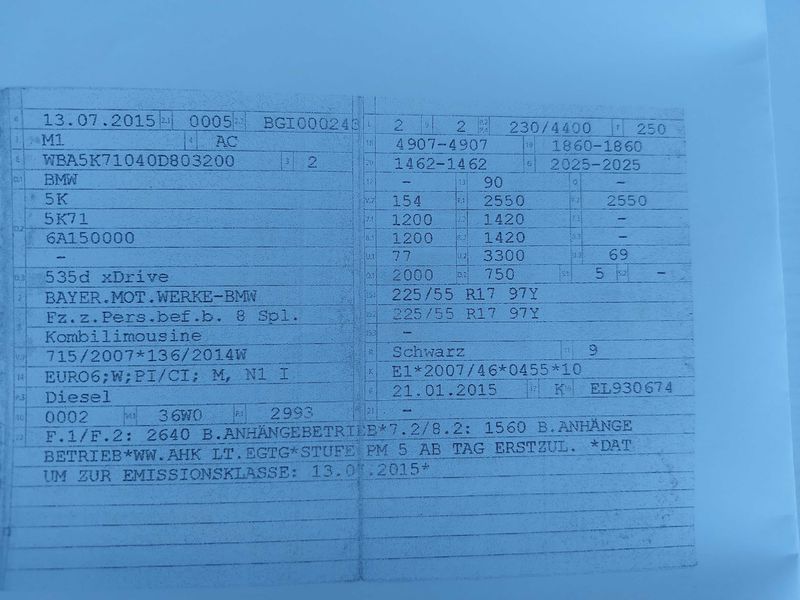 13.07.2015 0005 BGI000243
M1 AC
WBA5K71040D803200 2
BMW
5K
5K71
6A150000
-
535d xDrive
BAYER.MOT.WERKE-BMW
Fz.z.Pers.bef.b. 8 Spl.
Kombilimousine
715/2007*136/2014W
EURO6;W;PI/CI; M, N1 I
Diesel
0002 36W0 2993
2 2 230/4400 250
4907-4907 1860-1860
1462-1462 2025-2025
- 90 -
154 2550 2550
1200 1420 -
1200 1420 -
77 3300 69
2000 750 5 -
225/55 R17 97Y
225/55 R17 97Y
-
Schwarz 9
E1*2007/46*0455*10
21.01.2015 K EL930674
-
F.1/F.2: 2640 B.ANHÄNGEBETRIEB*7.2/8.2: 1560 B.ANHÄNGE
BETRIEB*WW.AHK LT.EGTG*STUFE PM 5 AB TAG ERSTZUL. *DAT
UM ZUR EMISSIONSKLASSE: 13.07.2015*